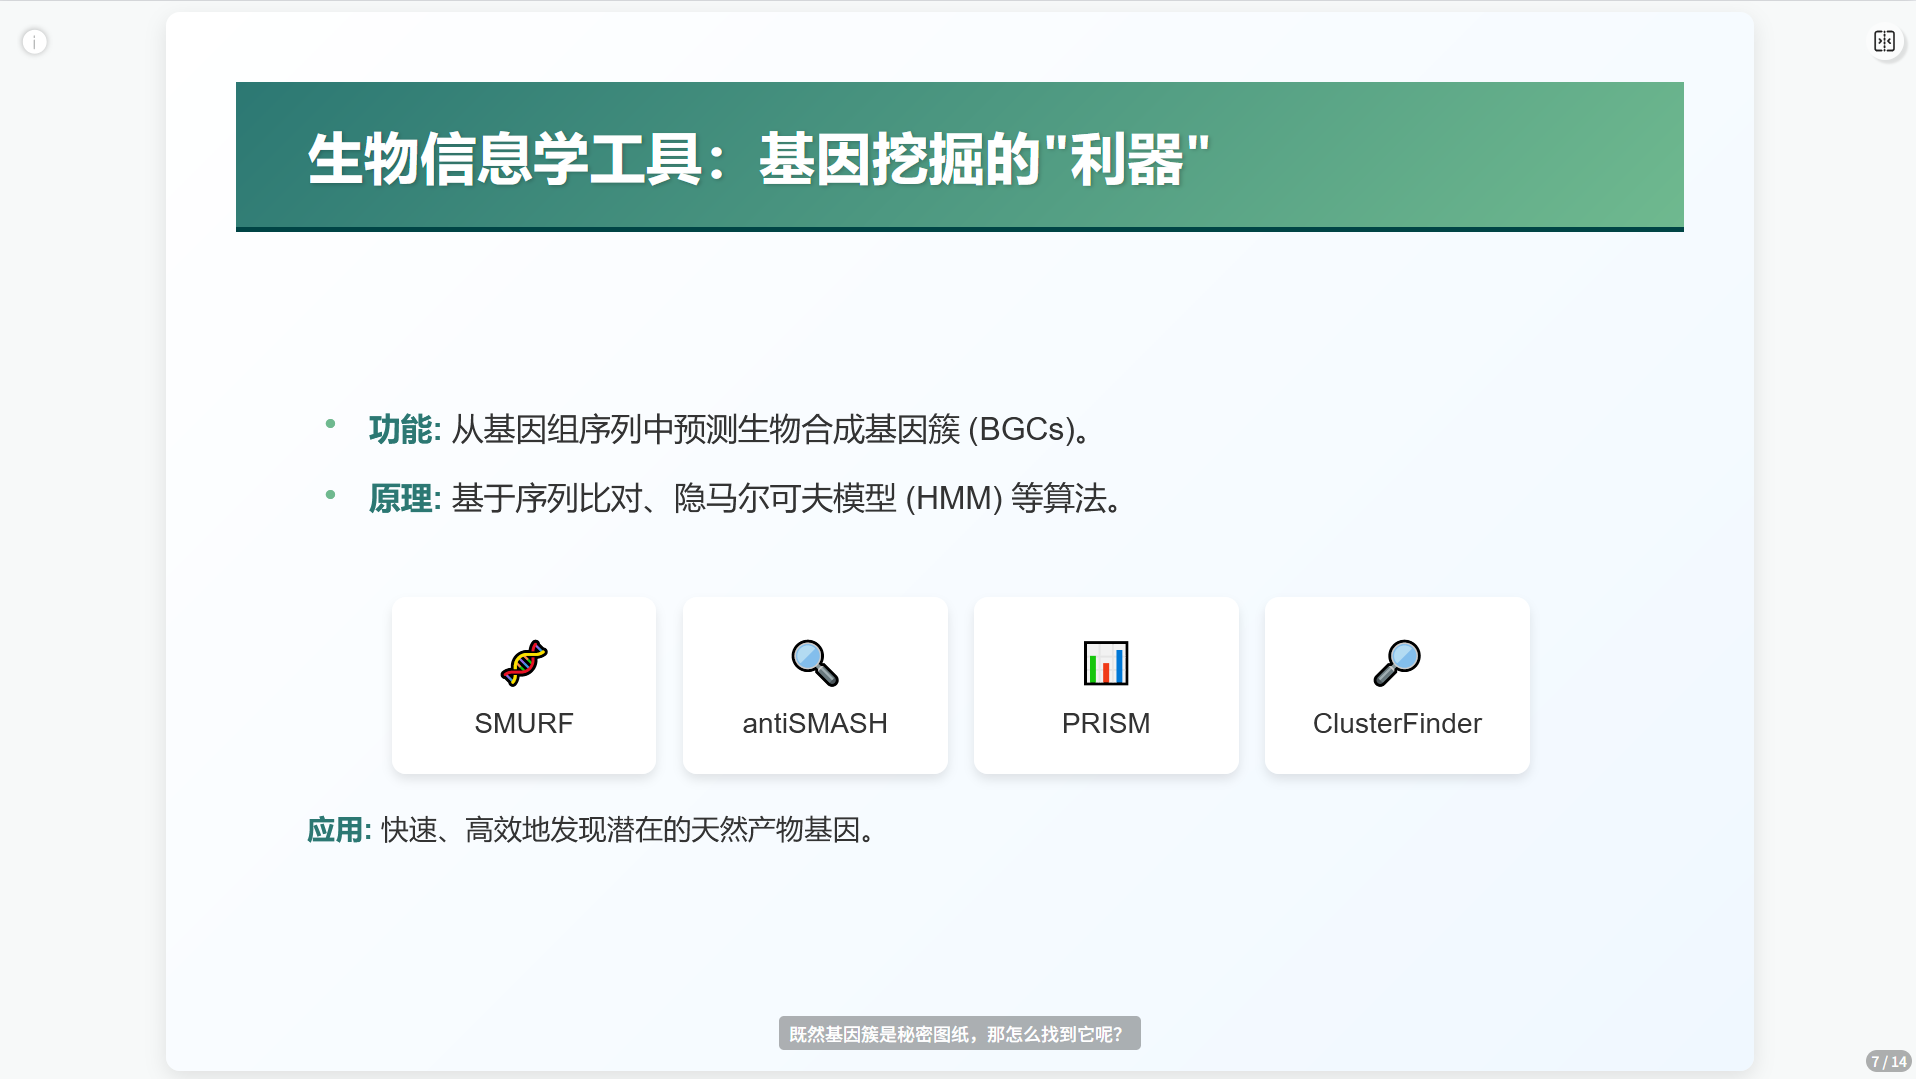 生物信息学工具：基因挖掘的"利器"
功能: 从基因组序列中预测生物合成基因簇 (BGCs)。
原理: 基于序列比对、隐马尔可夫模型 (HMM) 等算法。
SMURF
antiSMASH
PRISM
ClusterFinder
应用: 快速、高效地发现潜在的天然产物基因。
既然基因簇是秘密图纸，那怎么找到它呢？
7 / 14